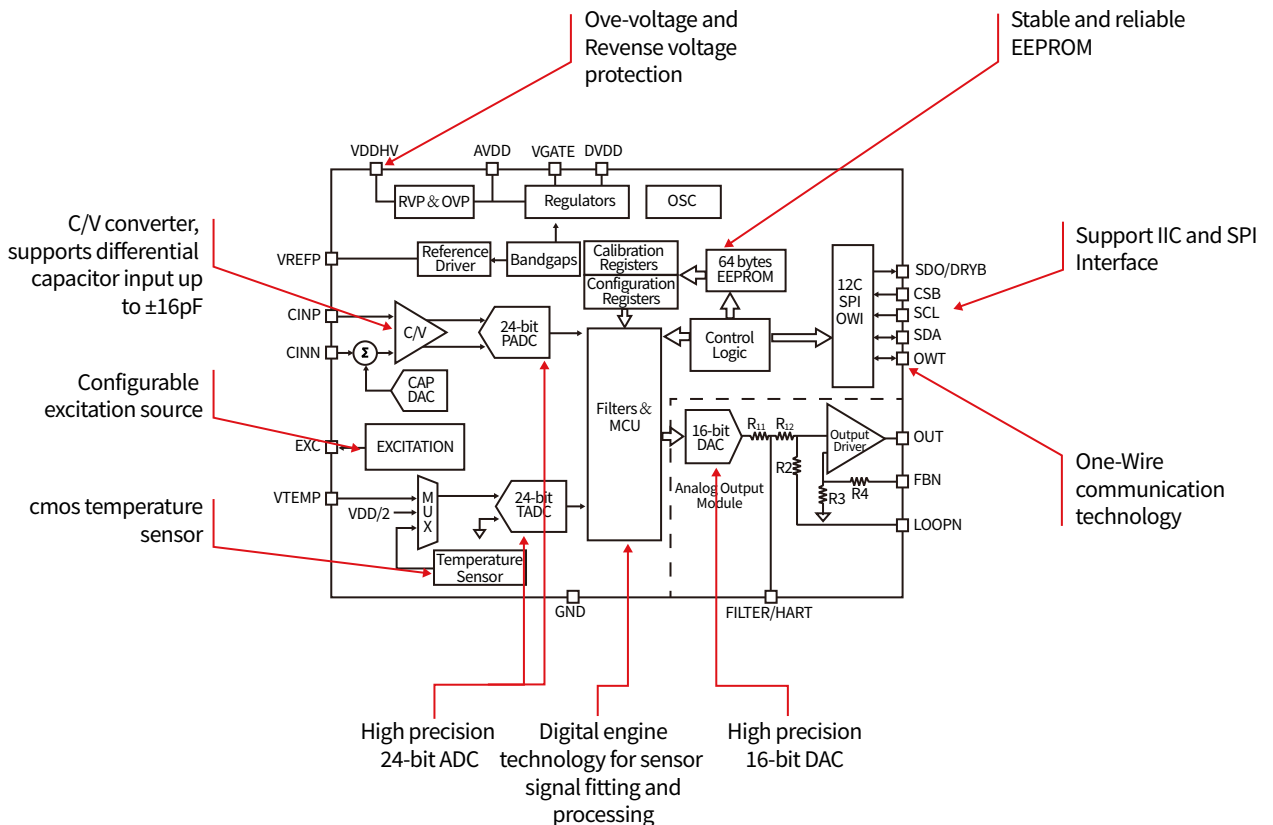 Ove-voltage and
Revense voltage
protection
Stable and reliable
EEPROM
VDDHV
AVDD
VGATE
DVDD
RVP & OVP
Regulators
OSC
C/V converter,
supports differential
capacitor input up
to ±16pF
VREFP
Reference
Driver
Bandgaps
Calibration
Registers
Configuration
Registers
64 bytes
EEPROM
12C
SPI
OWI
SDO/DRYB
CSB
SCL
SDA
OWT
Support IIC and SPI
Interface
CINP
CINN
Σ
C/V
24-bit
PADC
CAP
DAC
Control
Logic
Configurable
excitation source
EXC
EXCITATION
Filters &
MCU
16-bit
DAC
R11
R12
R2
Output
Driver
R3
R4
OUT
FBN
LOOPN
Analog Output
Module
One-Wire
communication
technology
cmos temperature
sensor
VTEMP
VDD/2
M
U
X
24-bit
TADC
Temperature
Sensor
GND
FILTER/HART
High precision
24-bit ADC
Digital engine
technology for sensor
signal fitting and
processing
High precision
16-bit DAC